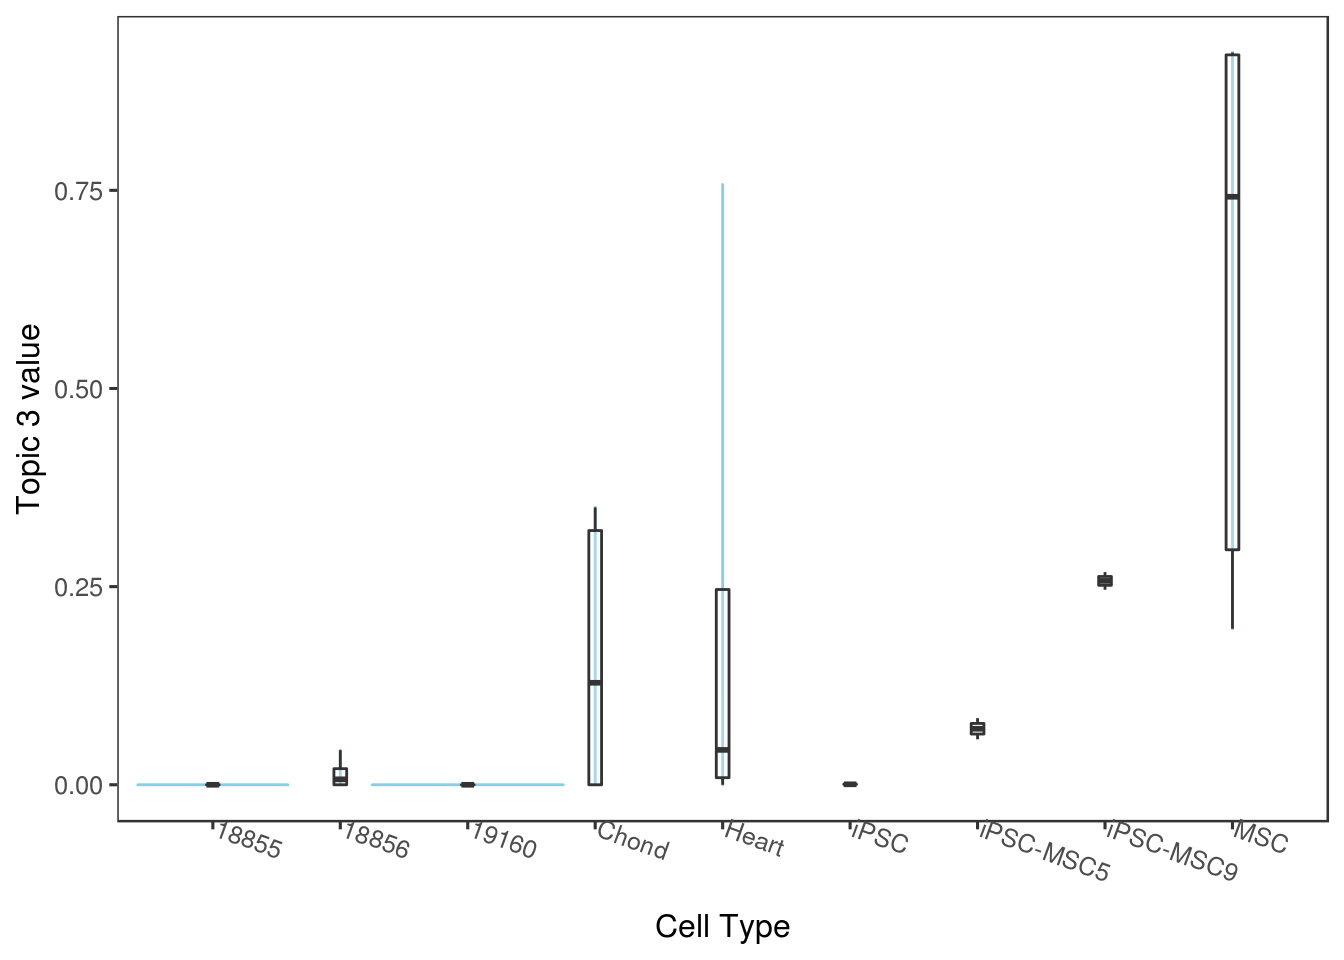 Topic 3 value
0.75
0.50
0.25
0.00
18855
18856
19160
Chond
Heart
iPSC
iPSC-MSC5
iPSC-MSC9
MSC
Cell Type